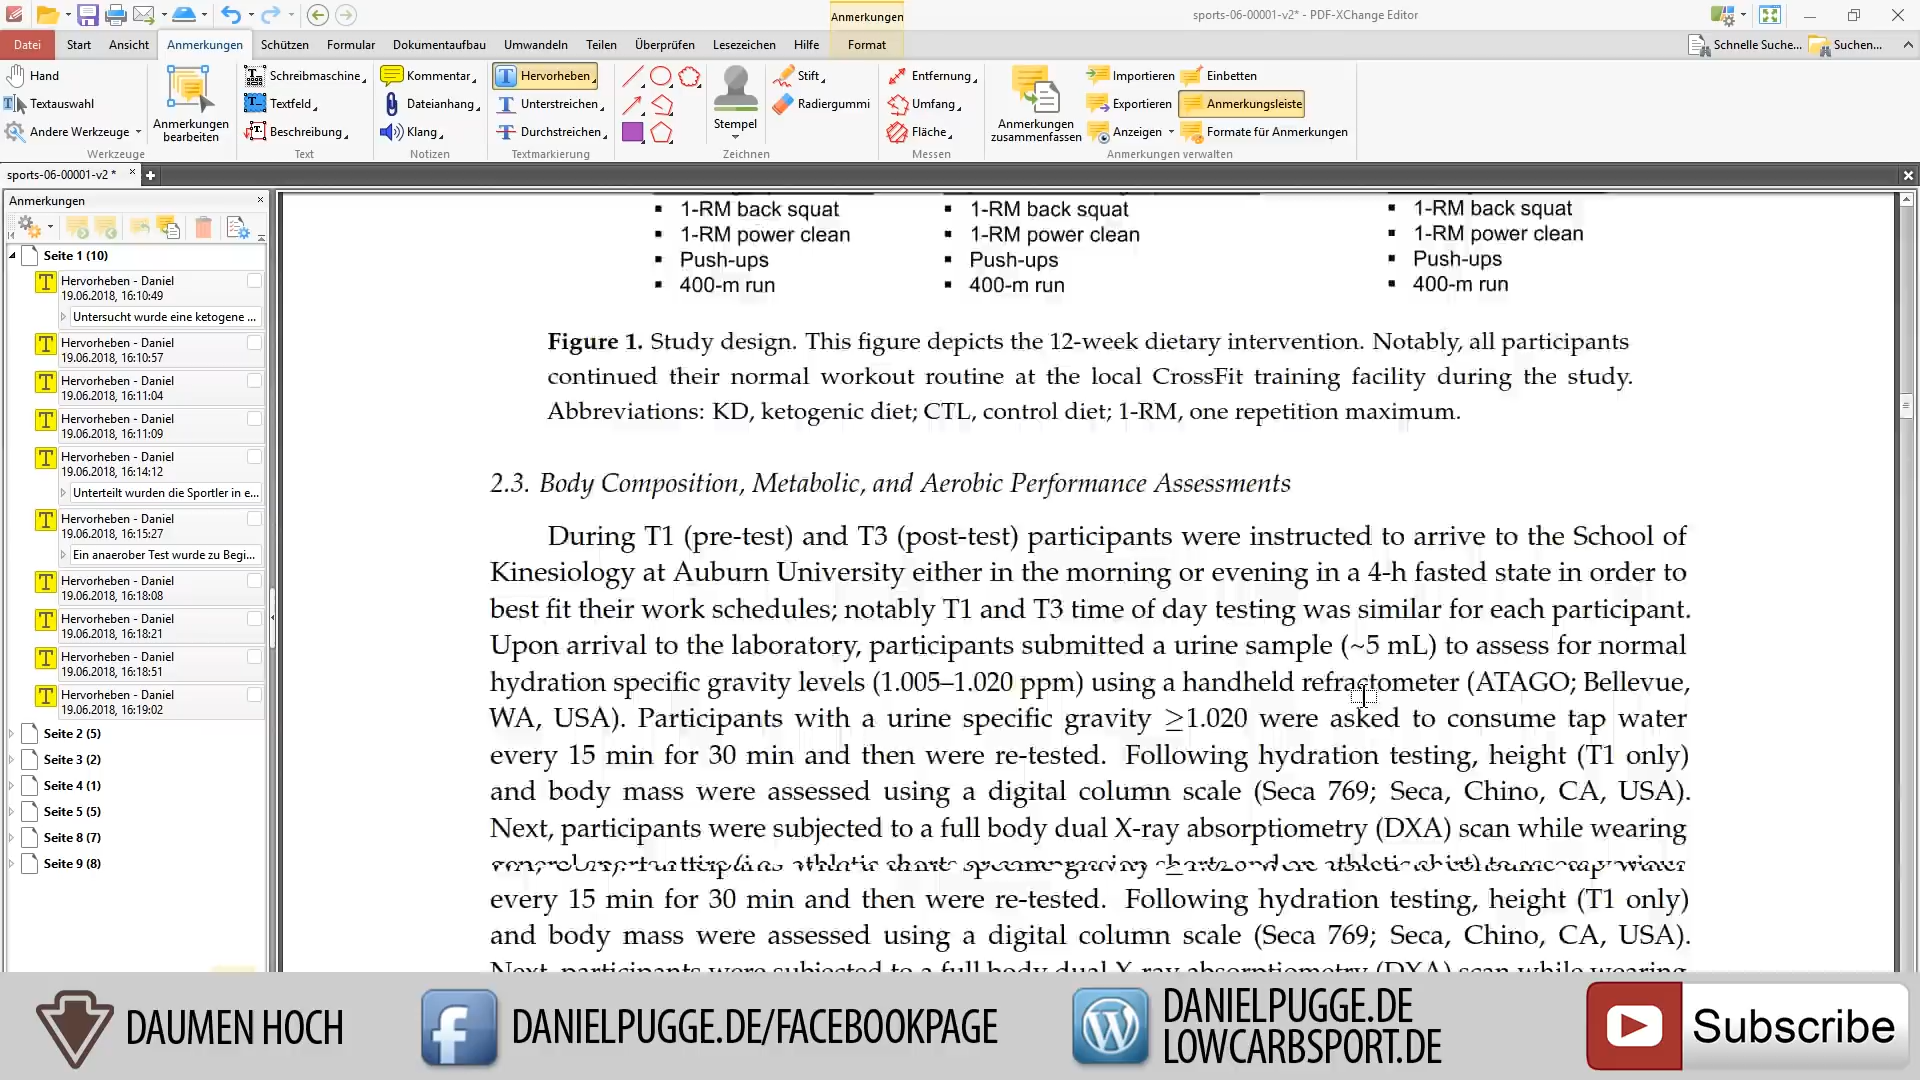 Anmerkungen
sports-06-00001-v2* - PDF-XChange Editor
Datei Start Ansicht Anmerkungen Schützen Formular Dokumentaufbau Umwandeln Teilen Überprüfen Lesezeichen Hilfe Format Schnelle Suche... Suchen...
Hand
Textauswahl
Andere Werkzeuge
Anmerkungen bearbeiten
Werkzeuge
Schreibmaschine
Textfeld
Beschreibung
Text
Kommentar
Dateianhang
Klang
Notizen
Hervorheben
Unterstreichen
Durchstreichen
Textmarkierung
Stift
Radiergummi
Stempel
Zeichnen
Entfernung
Umfang
Fläche
Messen
Anmerkungen zusammenfassen
Importieren
Exportieren
Anzeigen
Einbetten
Anmerkungsleiste
Formate für Anmerkungen
Anmerkungen verwalten
sports-06-00001-v2 *
Anmerkungen
Seite 1 (10)
Hervorheben - Daniel
19.06.2018, 16:10:49
Untersucht wurde eine ketogene ...
Hervorheben - Daniel
19.06.2018, 16:10:57
Hervorheben - Daniel
19.06.2018, 16:11:04
Hervorheben - Daniel
19.06.2018, 16:11:09
Hervorheben - Daniel
19.06.2018, 16:14:12
Unterteilt wurden die Sportler in e...
Hervorheben - Daniel
19.06.2018, 16:15:27
Ein anaerober Test wurde zu Begi...
Hervorheben - Daniel
19.06.2018, 16:18:08
Hervorheben - Daniel
19.06.2018, 16:18:21
Hervorheben - Daniel
19.06.2018, 16:18:51
Hervorheben - Daniel
19.06.2018, 16:19:02
Seite 2 (5)
Seite 3 (2)
Seite 4 (1)
Seite 5 (5)
Seite 8 (7)
Seite 9 (8)
▪ 1-RM back squat ▪ 1-RM back squat ▪ 1-RM back squat
▪ 1-RM power clean ▪ 1-RM power clean ▪ 1-RM power clean
▪ Push-ups ▪ Push-ups ▪ Push-ups
▪ 400-m run ▪ 400-m run ▪ 400-m run
Figure 1. Study design. This figure depicts the 12-week dietary intervention. Notably, all participants
continued their normal workout routine at the local CrossFit training facility during the study.
Abbreviations: KD, ketogenic diet; CTL, control diet; 1-RM, one repetition maximum.
2.3. Body Composition, Metabolic, and Aerobic Performance Assessments
During T1 (pre-test) and T3 (post-test) participants were instructed to arrive to the School of
Kinesiology at Auburn University either in the morning or evening in a 4-h fasted state in order to
best fit their work schedules; notably T1 and T3 time of day testing was similar for each participant.
Upon arrival to the laboratory, participants submitted a urine sample (~5 mL) to assess for normal
hydration specific gravity levels (1.005–1.020 ppm) using a handheld refractometer (ATAGO; Bellevue,
WA, USA). Participants with a urine specific gravity ≥1.020 were asked to consume tap water
every 15 min for 30 min and then were re-tested. Following hydration testing, height (T1 only)
and body mass were assessed using a digital column scale (Seca 769; Seca, Chino, CA, USA).
Next, participants were subjected to a full body dual X-ray absorptiometry (DXA) scan while wearing
every 15 min for 30 min and then were re-tested. Following hydration testing, height (T1 only)
and body mass were assessed using a digital column scale (Seca 769; Seca, Chino, CA, USA).
Next, participants were subjected to a full body dual X-ray absorptiometry (DXA) scan while wearing
DAUMEN HOCH
DANIELPUGGE.DE/FACEBOOKPAGE
DANIELPUGGE.DE
LOWCARBSPORT.DE
Subscribe